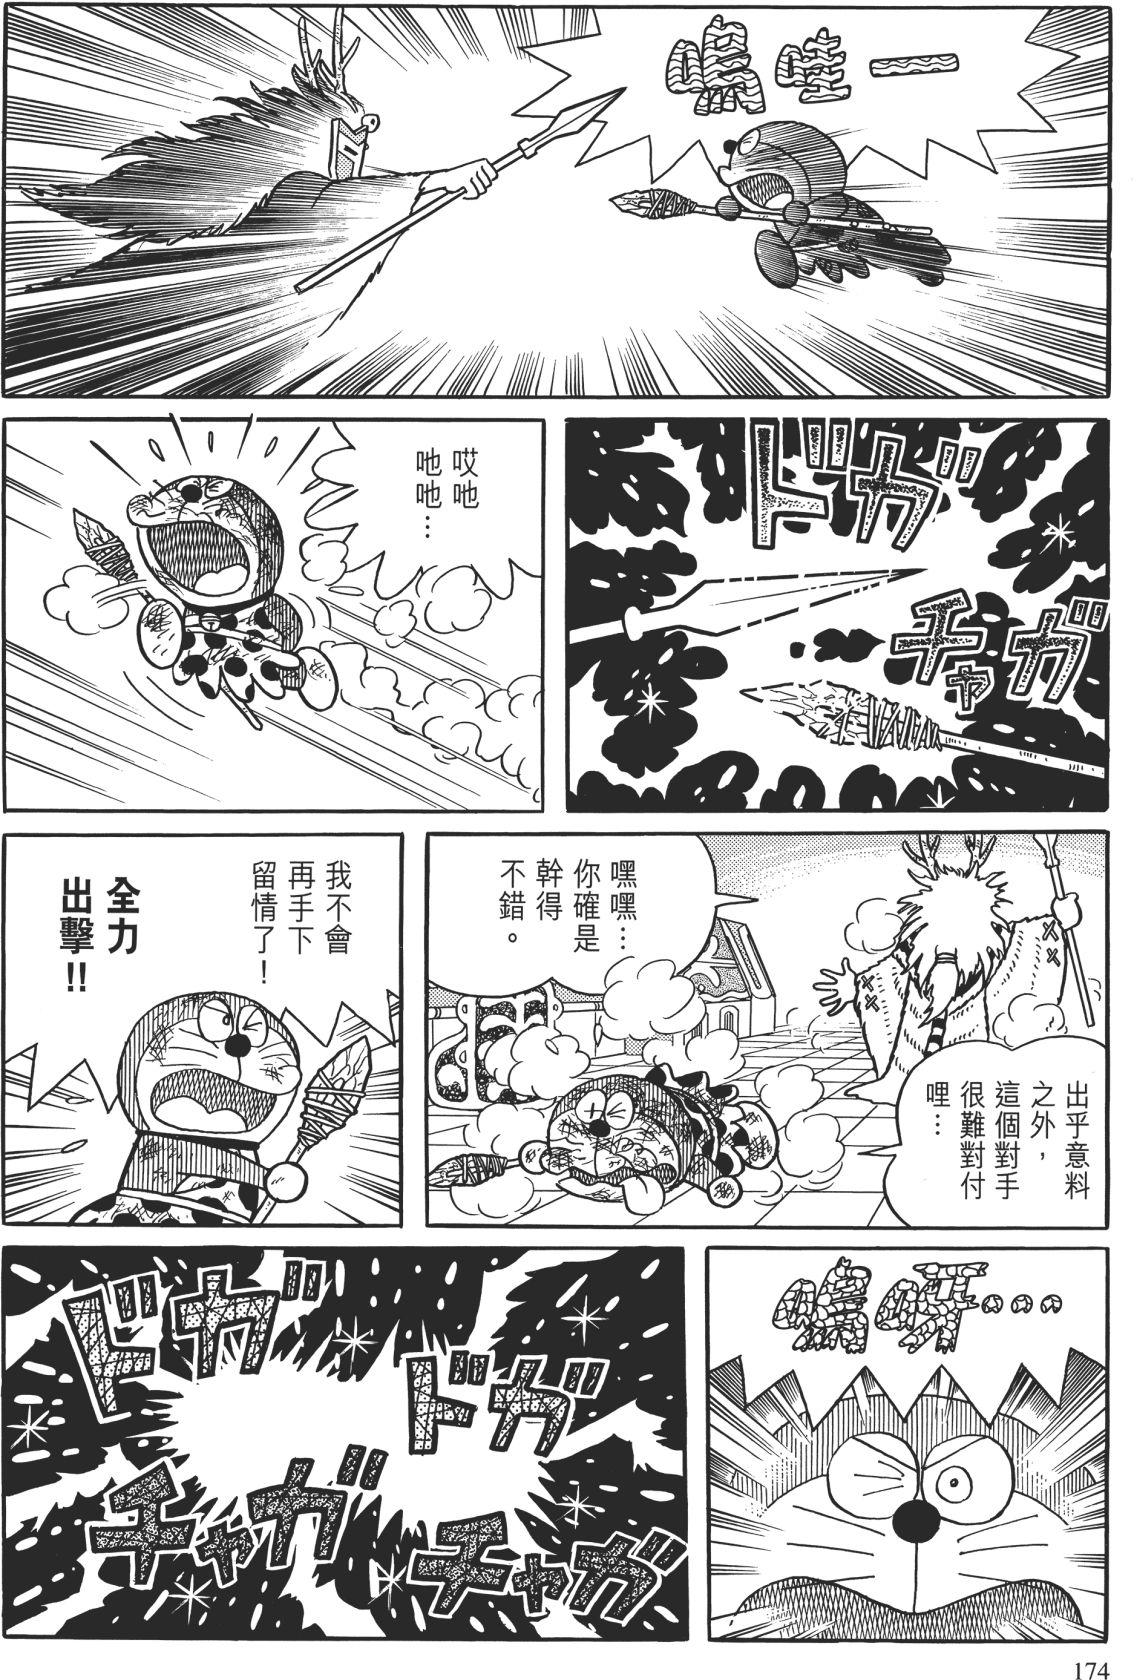 嗚哇——
ドガ
チャガ
哎吔
吔吔…
出乎意料
之外，
這個對手
很難對付
哩…
嘿嘿…
你確是
幹得
不錯。
我不會
再手下
留情了！
全力
出擊!!
嗚呀…
ドガ
ドガ
チャガ
チャガ
174